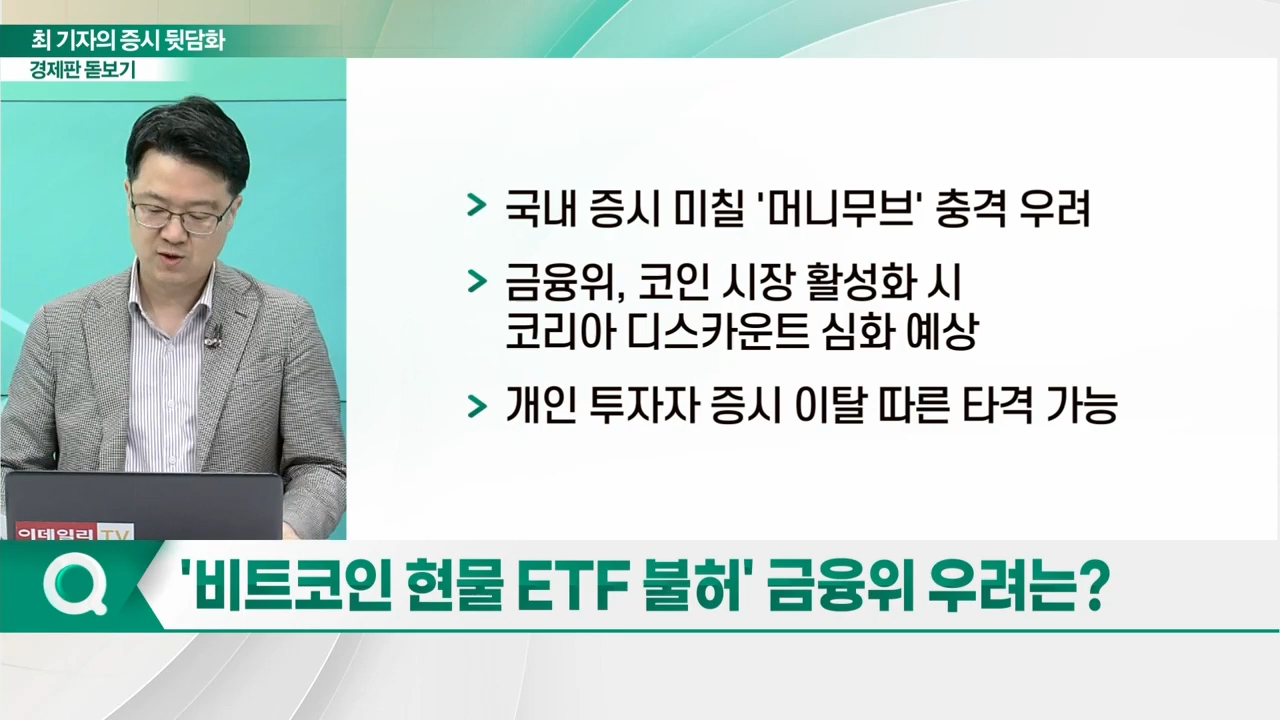 최 기자의 증시 뒷담화
경제판 돋보기
> 국내 증시 미칠 '머니무브' 충격 우려
> 금융위, 코인 시장 활성화 시
코리아 디스카운트 심화 예상
> 개인 투자자 증시 이탈 따른 타격 가능
이데일리 TV
'비트코인 현물 ETF 불허' 금융위 우려는?